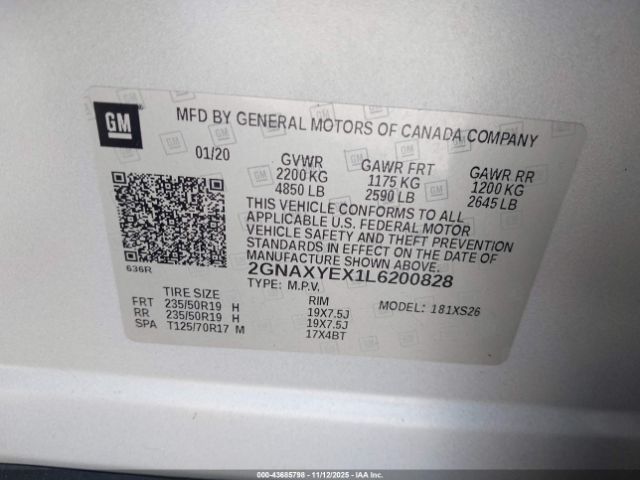 GM
MFD BY GENERAL MOTORS OF CANADA COMPANY
01/20 GVWR GAWR FRT GAWR RR
2200 KG 1175 KG 1200 KG
4850 LB 2590 LB 2645 LB
THIS VEHICLE CONFORMS TO ALL
APPLICABLE U.S. FEDERAL MOTOR
VEHICLE SAFETY AND THEFT PREVENTION
STANDARDS IN EFFECT ON THE DATE OF
MANUFACTURE SHOWN ABOVE.
636R
2GNAXYEX1L6200828
TYPE: M.P.V. MODEL: 181XS26
TIRE SIZE RIM
FRT 235/50R19 H 19X7.5J
RR 235/50R19 H 19X7.5J
SPA T125/70R17 M 17X4BT
000-43685798 - 11/12/2025 - IAA Inc.